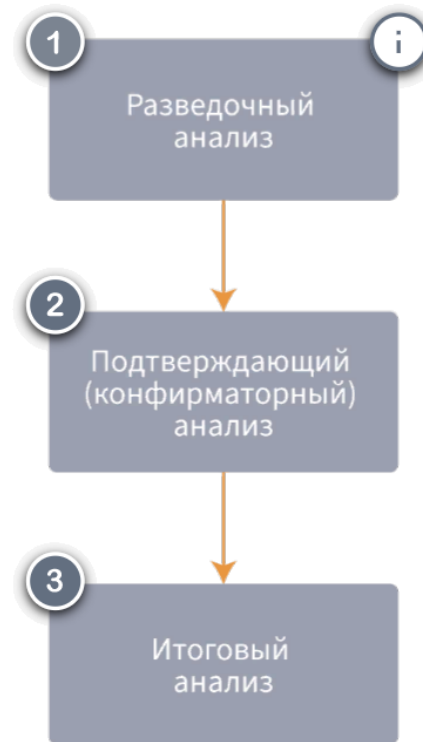 1
i
Разведочный
анализ
2
Подтверждающий
(конфирматорный)
анализ
3
Итоговый
анализ